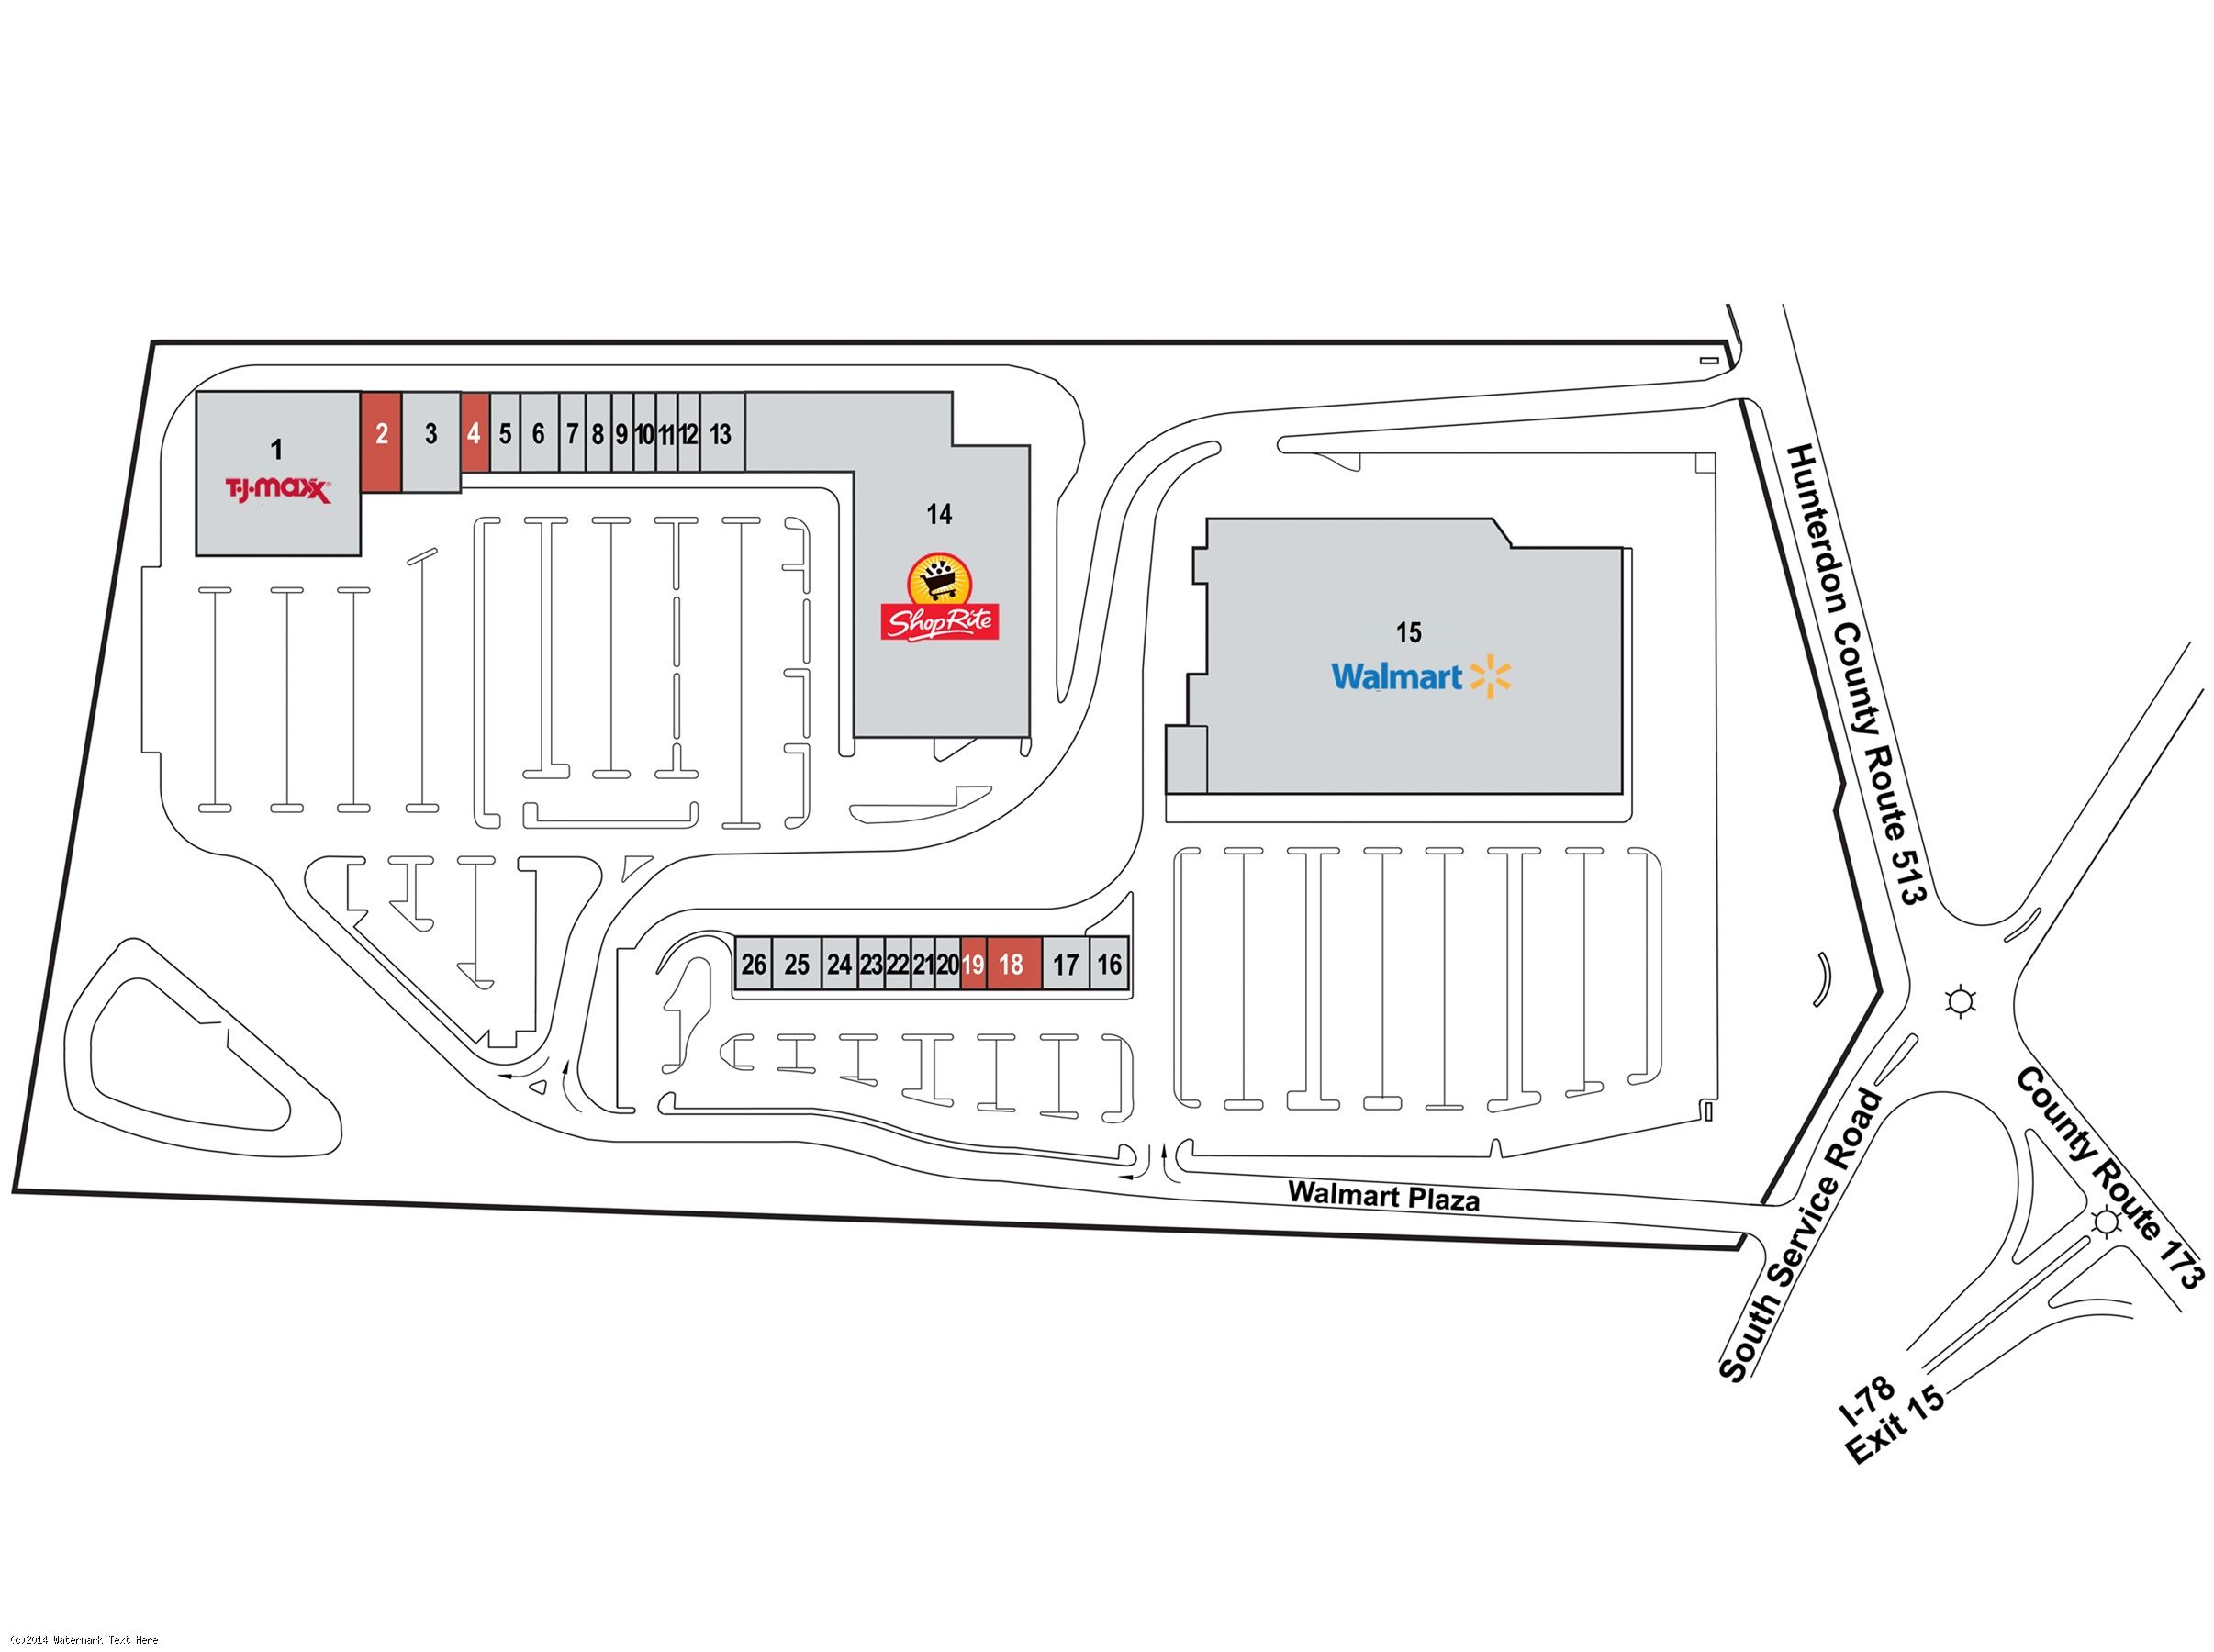 1
T·J·maxx
2
3
4
5
6
7
8
9
10
11
12
13
14
ShopRite
15
Walmart
Hunterdon County Route 513
26
25
24
23
22
21
20
19
18
17
16
Walmart Plaza
South Service Road
County Route 173
I-78
Exit 15
(c)2014 Watermark Text Here